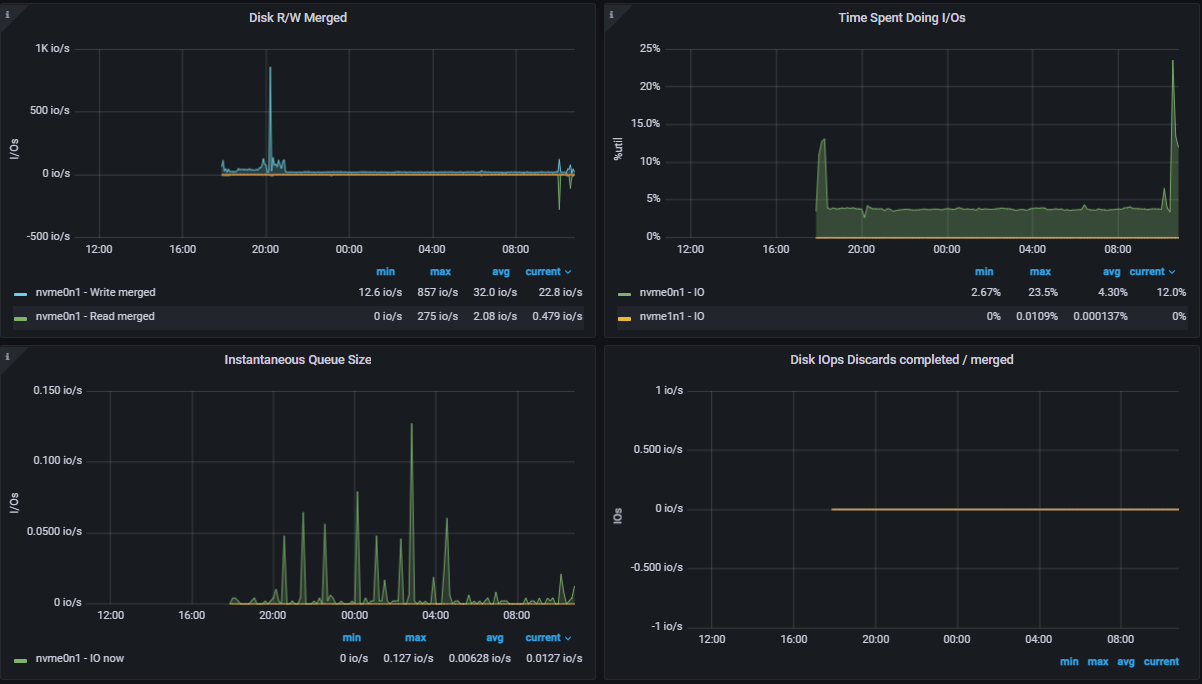 Disk R/W Merged
1K io/s
500 io/s
0 io/s
-500 io/s
I/Os
12:00 16:00 20:00 00:00 04:00 08:00
min max avg current
nvme0n1 - Write merged 12.6 io/s 857 io/s 32.0 io/s 22.8 io/s
nvme0n1 - Read merged 0 io/s 275 io/s 2.08 io/s 0.479 io/s
Time Spent Doing I/Os
25%
20%
15.0%
10%
5%
0%
%util
12:00 16:00 20:00 00:00 04:00 08:00
min max avg current
nvme0n1 - IO 2.67% 23.5% 4.30% 12.0%
nvme1n1 - IO 0% 0.0109% 0.000137% 0%
Instantaneous Queue Size
0.150 io/s
0.100 io/s
0.0500 io/s
0 io/s
I/Os
12:00 16:00 20:00 00:00 04:00 08:00
min max avg current
nvme0n1 - IO now 0 io/s 0.127 io/s 0.00628 io/s 0.0127 io/s
Disk IOps Discards completed / merged
1 io/s
0.500 io/s
0 io/s
-0.500 io/s
-1 io/s
IOs
12:00 16:00 20:00 00:00 04:00 08:00
min max avg current